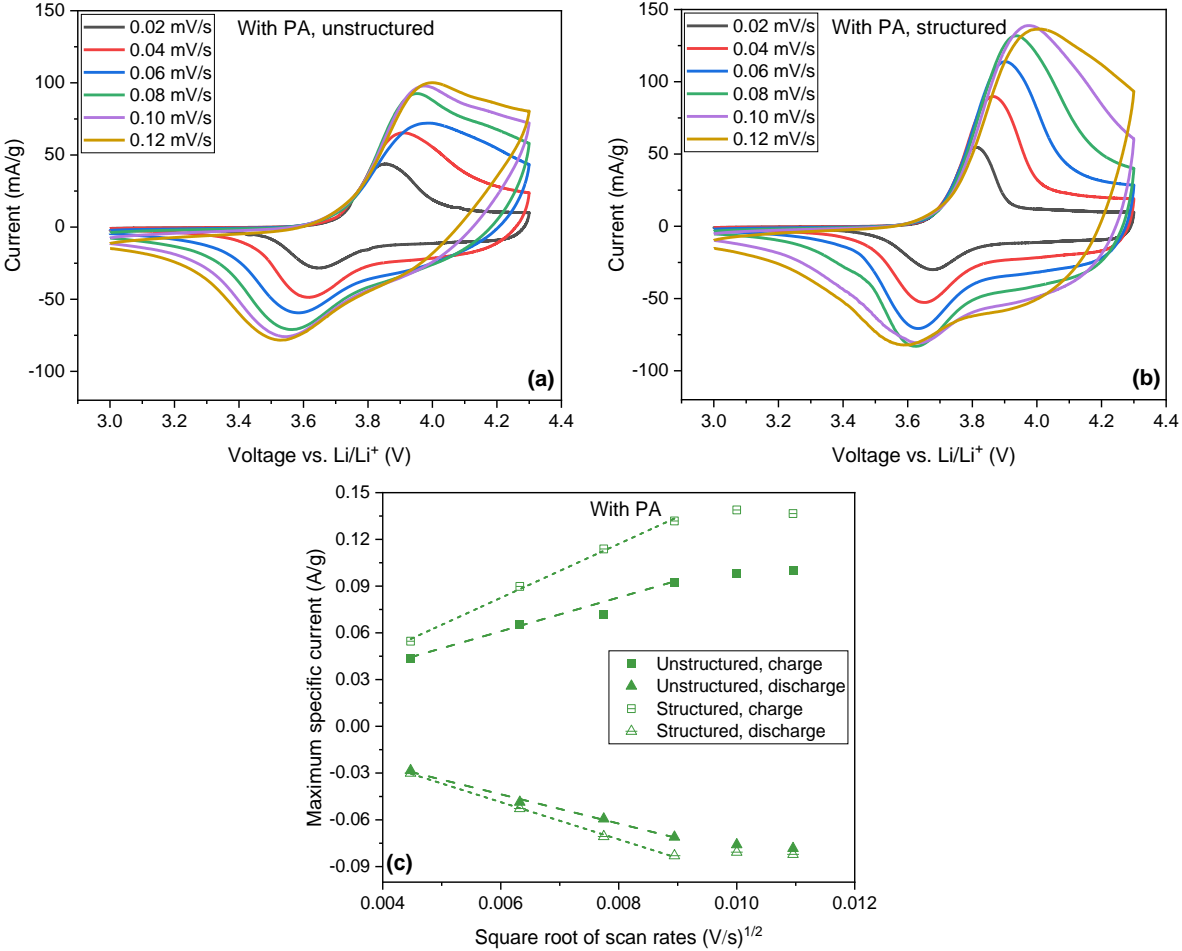 With PA, unstructured
0.02 mV/s
0.04 mV/s
0.06 mV/s
0.08 mV/s
0.10 mV/s
0.12 mV/s
150
100
50
0
-50
-100
Current (mA/g)
(a)
3.0 3.2 3.4 3.6 3.8 4.0 4.2 4.4
Voltage vs. Li/Li⁺ (V)
With PA, structured
0.02 mV/s
0.04 mV/s
0.06 mV/s
0.08 mV/s
0.10 mV/s
0.12 mV/s
150
100
50
0
-50
-100
Current (mA/g)
(b)
3.0 3.2 3.4 3.6 3.8 4.0 4.2 4.4
Voltage vs. Li/Li⁺ (V)
With PA
0.15
0.12
0.09
0.06
0.03
0.00
-0.03
-0.06
-0.09
Maximum specific current (A/g)
Unstructured, charge
Unstructured, discharge
Structured, charge
Structured, discharge
(c)
0.004 0.006 0.008 0.010 0.012
Square root of scan rates (V/s)^1/2